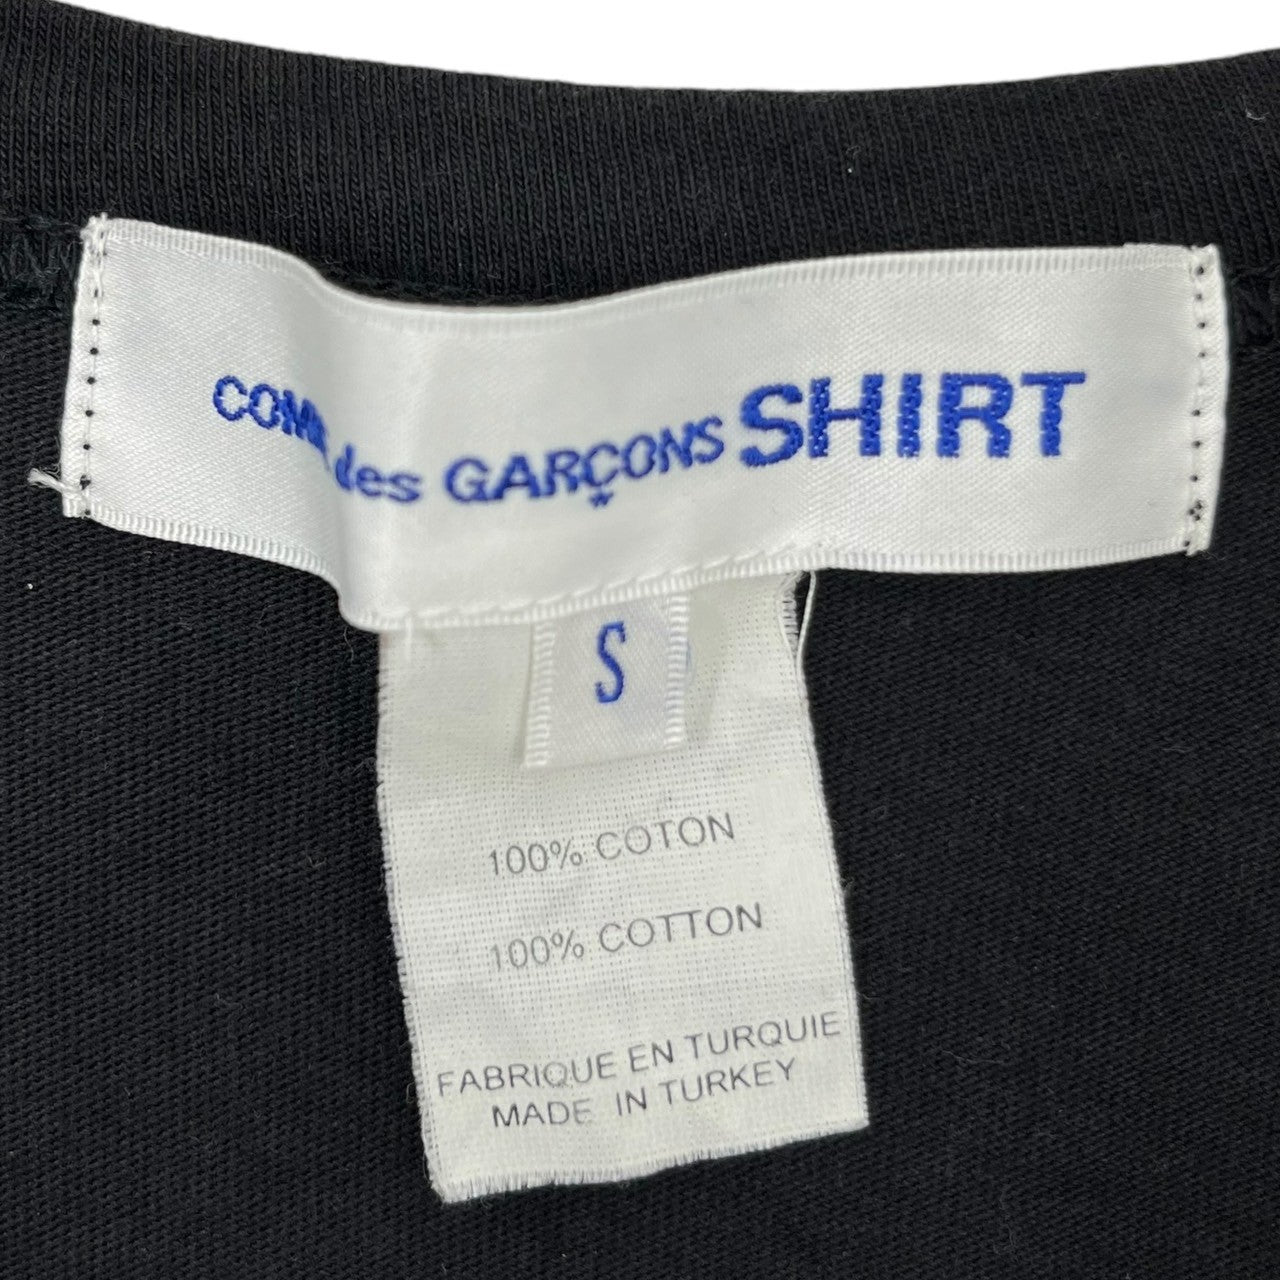 COMME des GARÇONS SHIRT
*
S
100% COTON
100% COTTON
FABRIQUE EN TURQUIE
MADE IN TURKEY